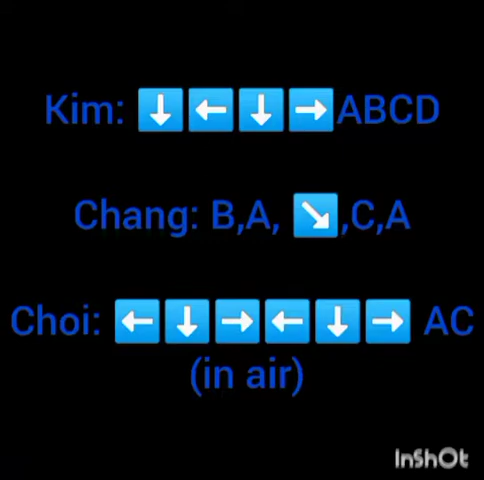 Kim: ⬇️⬅️⬇️➡️ABCD
Chang: B,A, ↘️,C,A
Choi: ⬅️⬇️➡️⬅️⬇️➡️ AC
(in air)
InShOt